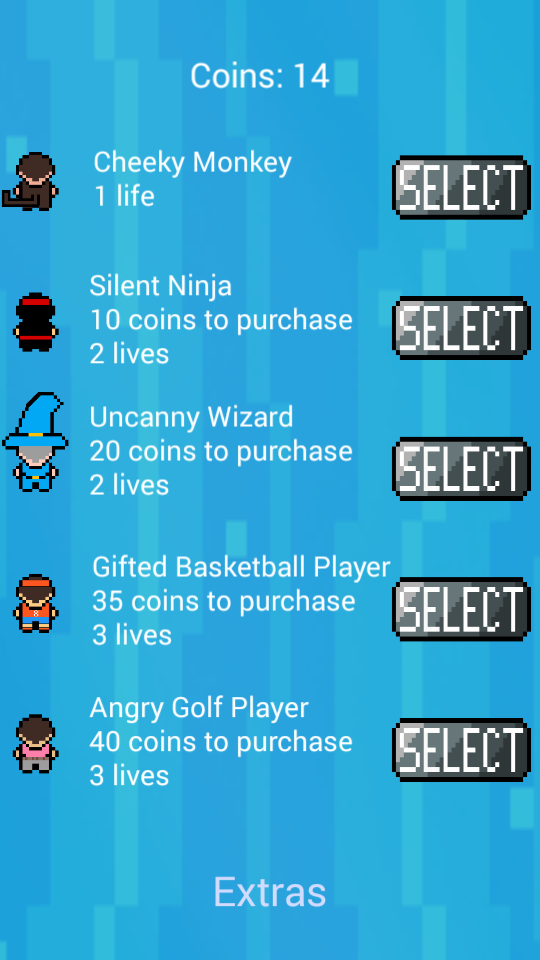 Coins: 14
Cheeky Monkey
1 life
SELECT
Silent Ninja
10 coins to purchase
2 lives
SELECT
Uncanny Wizard
20 coins to purchase
2 lives
SELECT
Gifted Basketball Player
35 coins to purchase
3 lives
SELECT
Angry Golf Player
40 coins to purchase
3 lives
SELECT
Extras